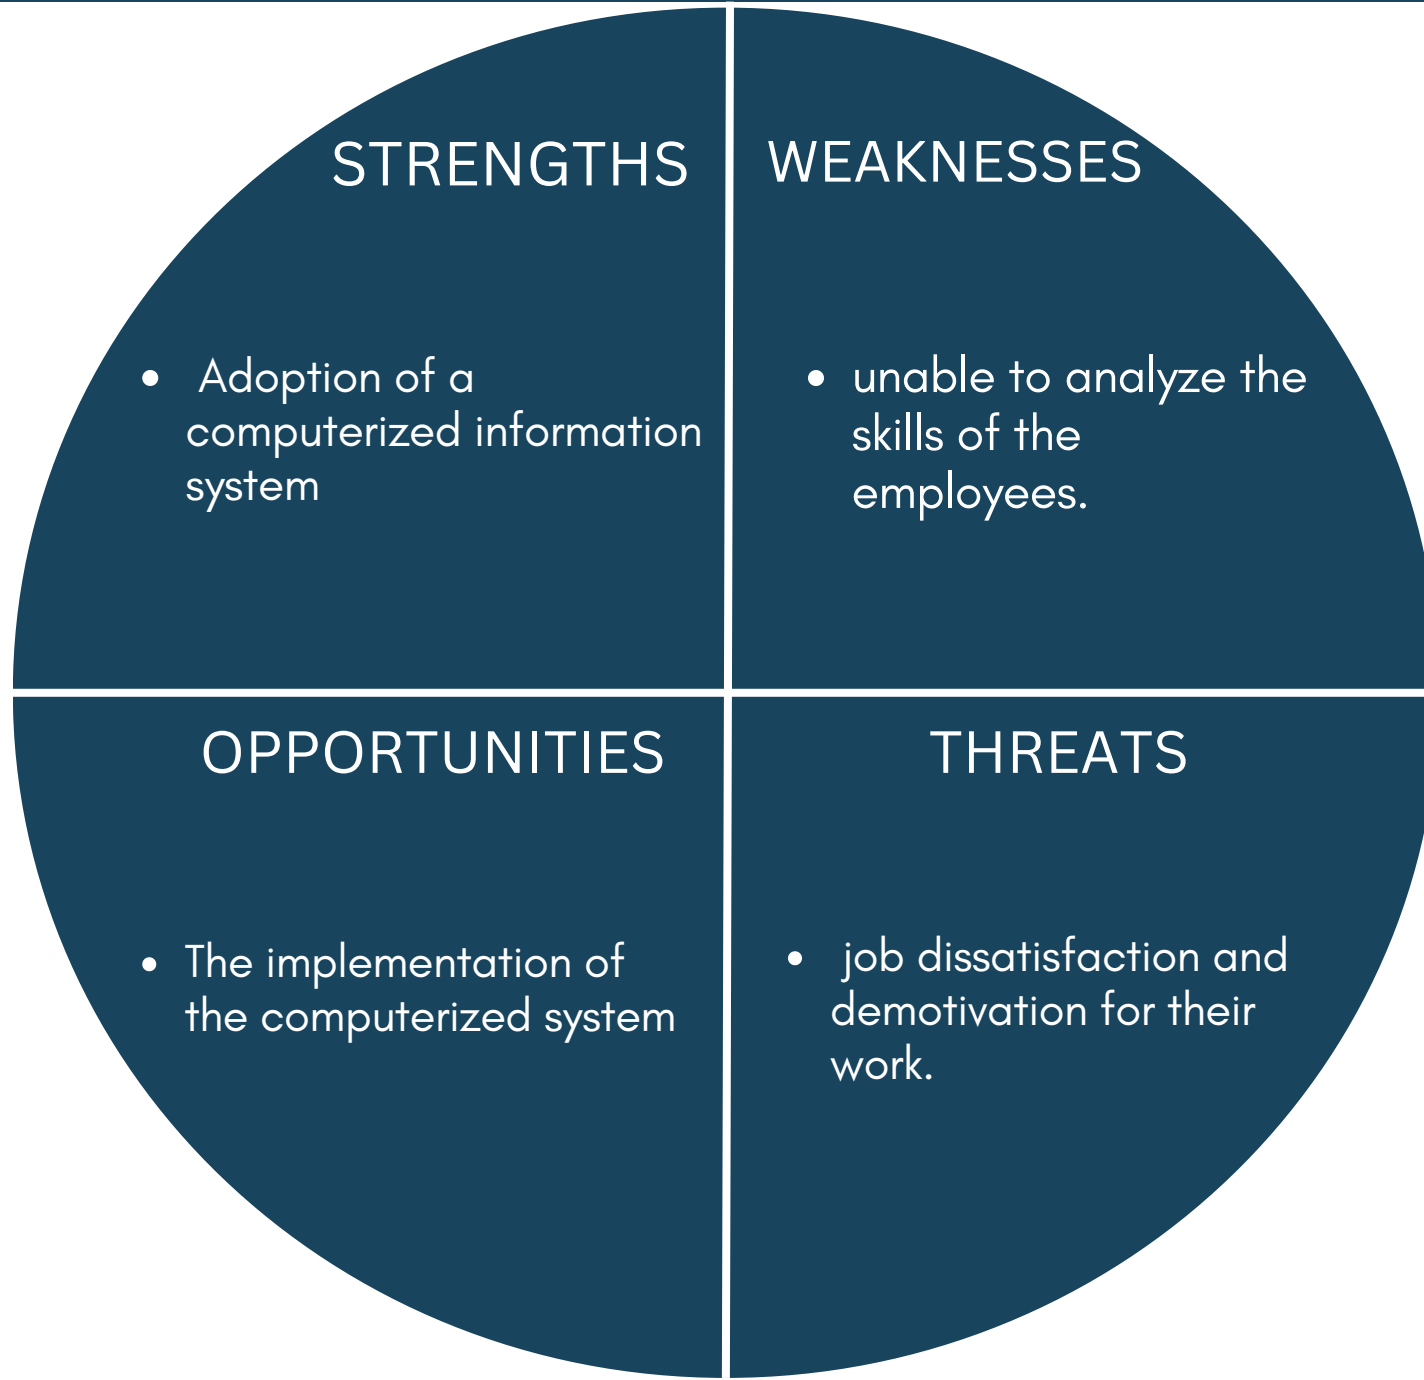 STRENGTHS
• Adoption of a
computerized information
system
WEAKNESSES
• unable to analyze the
skills of the
employees.
OPPORTUNITIES
• The implementation of
the computerized system
THREATS
• job dissatisfaction and
demotivation for their
work.